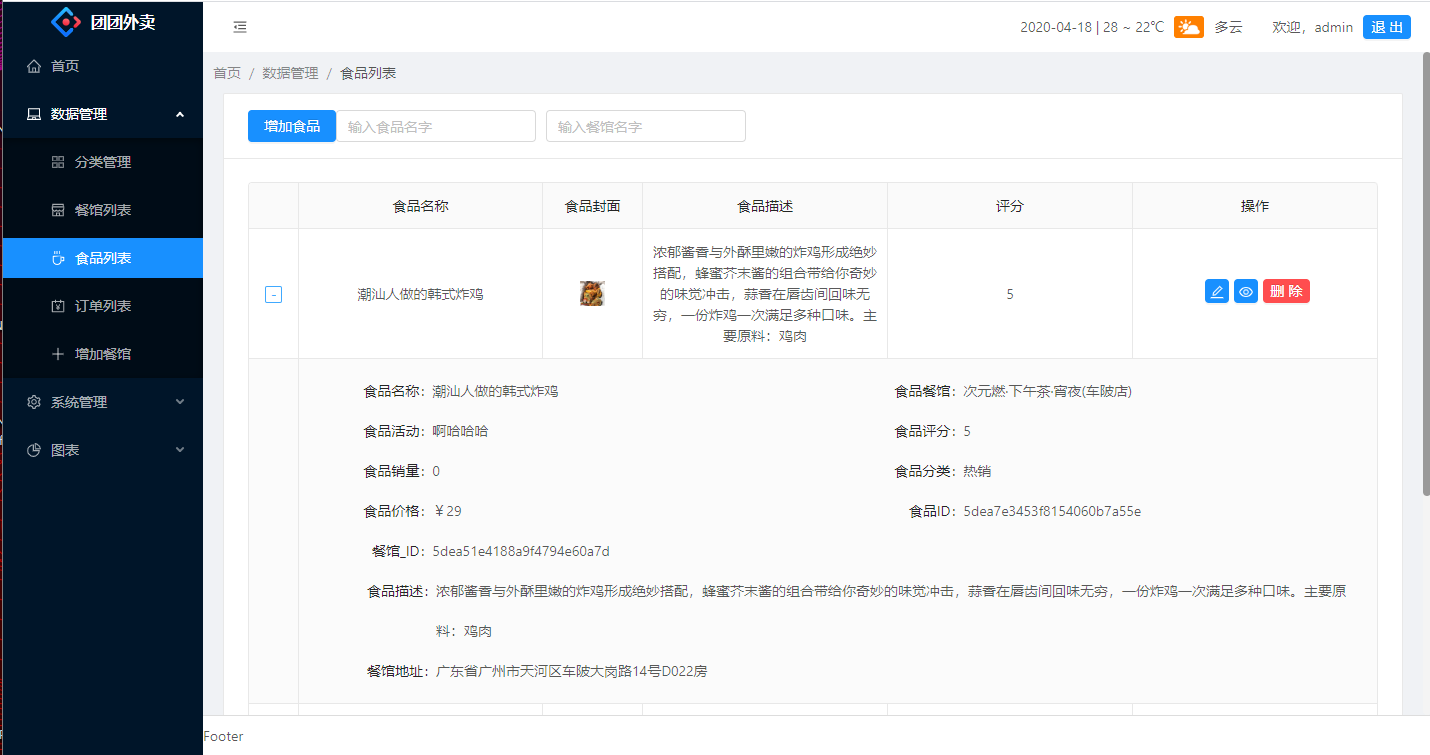 团团外卖
2020-04-18 | 28 ~ 22℃ 多云 欢迎，admin 退 出
首页
数据管理
分类管理
餐馆列表
食品列表
订单列表
增加餐馆
系统管理
图表
首页 / 数据管理 / 食品列表
增加食品 输入食品名字 输入餐馆名字
食品名称 食品封面 食品描述 评分 操作
潮汕人做的韩式炸鸡
浓郁酱香与外酥里嫩的炸鸡形成绝妙
搭配，蜂蜜芥末酱的组合带给你奇妙
的味觉冲击，蒜香在唇齿间回味无
穷，一份炸鸡一次满足多种口味。主
要原料：鸡肉
5
删 除
食品名称：潮汕人做的韩式炸鸡 食品餐馆：次元燃·下午茶·宵夜(车陂店)
食品活动：啊哈哈哈 食品评分：5
食品销量：0 食品分类：热销
食品价格：￥29 食品ID：5dea7e3453f8154060b7a55e
餐馆_ID：5dea51e4188a9f4794e60a7d
食品描述：浓郁酱香与外酥里嫩的炸鸡形成绝妙搭配，蜂蜜芥末酱的组合带给你奇妙的味觉冲击，蒜香在唇齿间回味无穷，一份炸鸡一次满足多种口味。主要原
料：鸡肉
餐馆地址：广东省广州市天河区车陂大岗路14号D022房
Footer